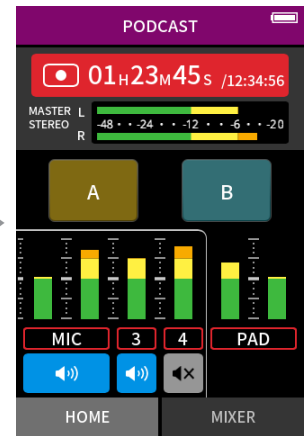 PODCAST
01H23M45S /12:34:56
MASTER L
STEREO -48 · · -24 · · -12 · · -6 · · -20
R
A B
MIC 3 4 PAD
HOME MIXER